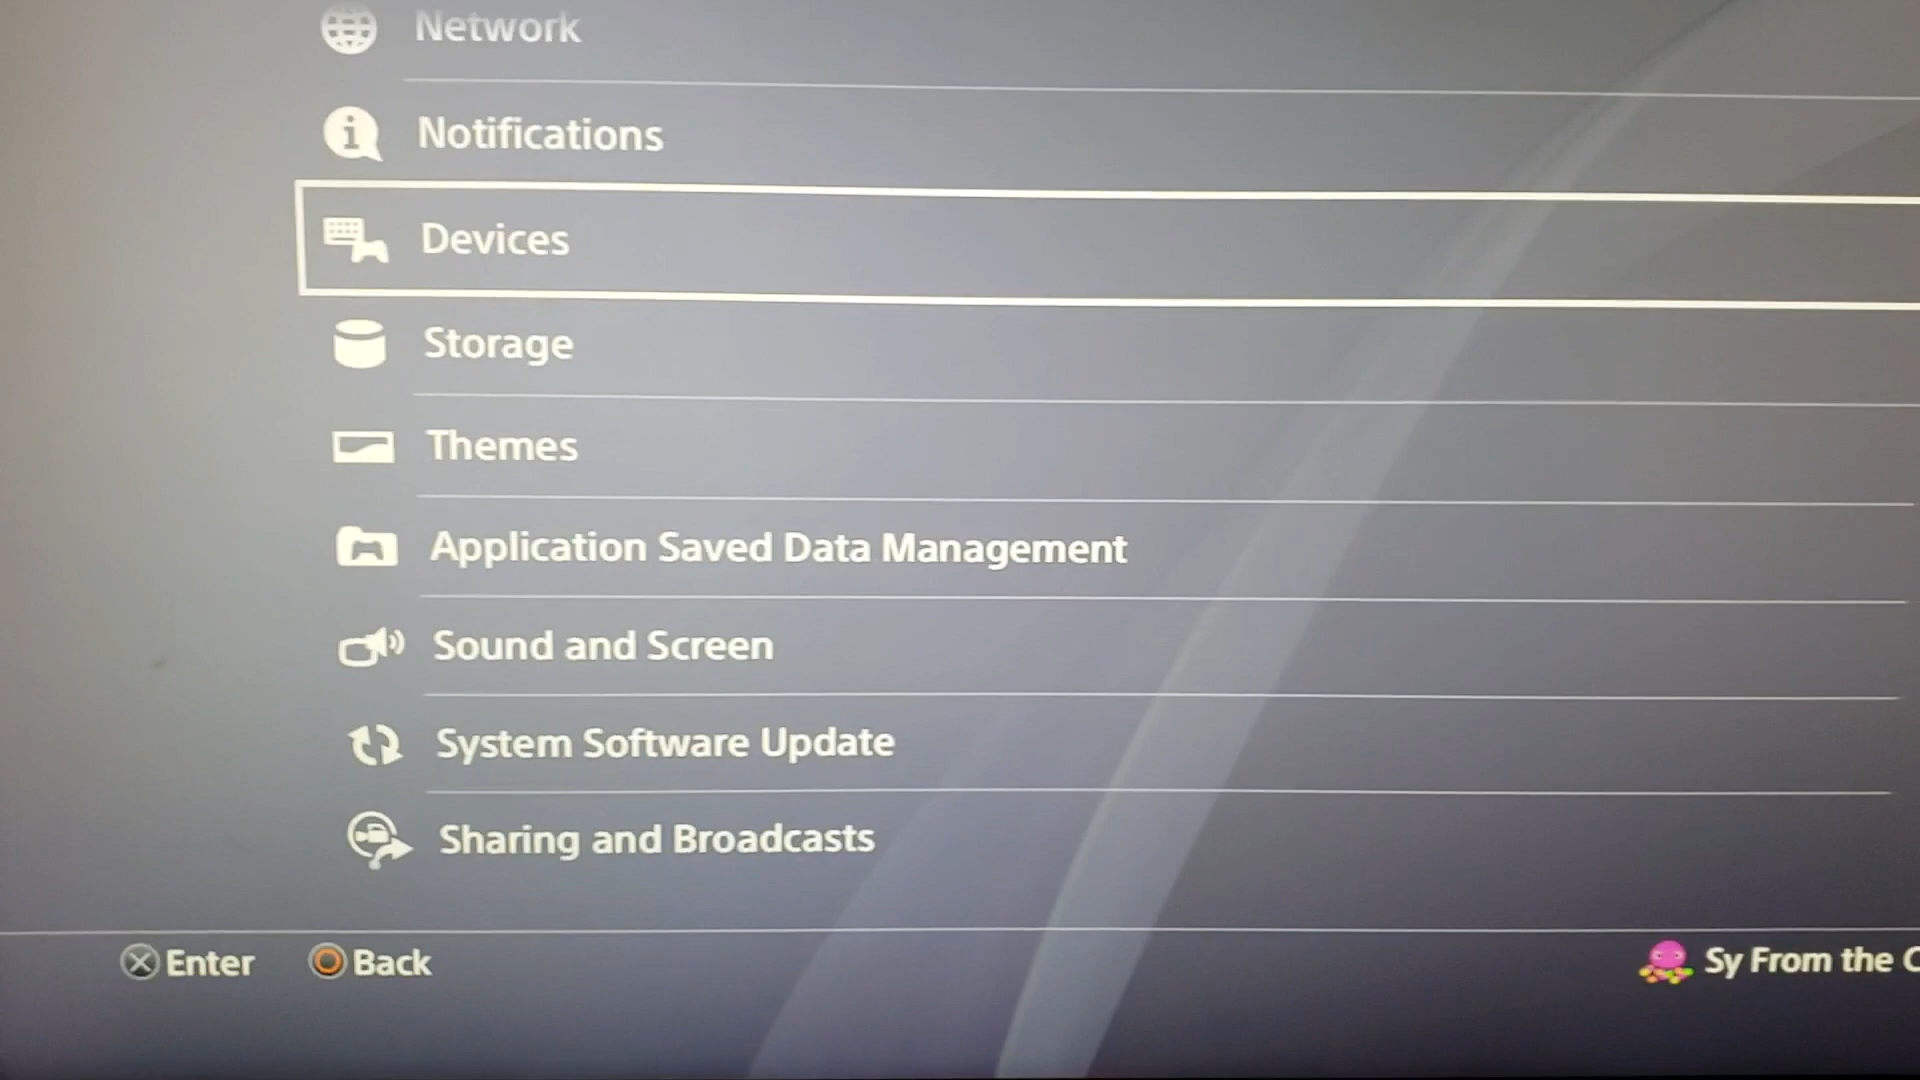 Network
Notifications
Devices
Storage
Themes
Application Saved Data Management
Sound and Screen
System Software Update
Sharing and Broadcasts
Enter
Back
Sy From the